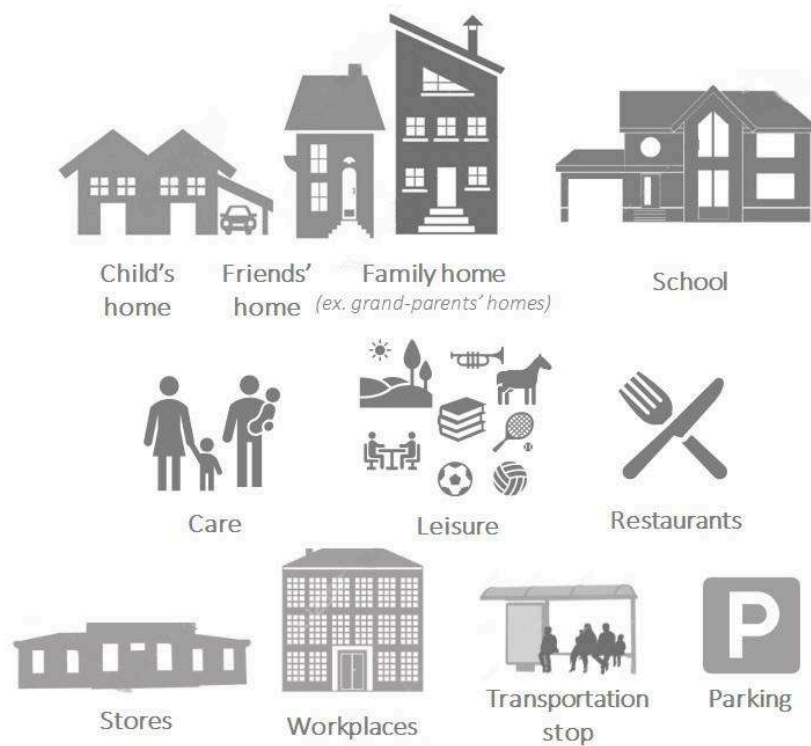 Child's home
Friends' home
Family home
(ex. grand-parents' homes)
School
Care
Leisure
Restaurants
Stores
Workplaces
Transportation stop
P
Parking